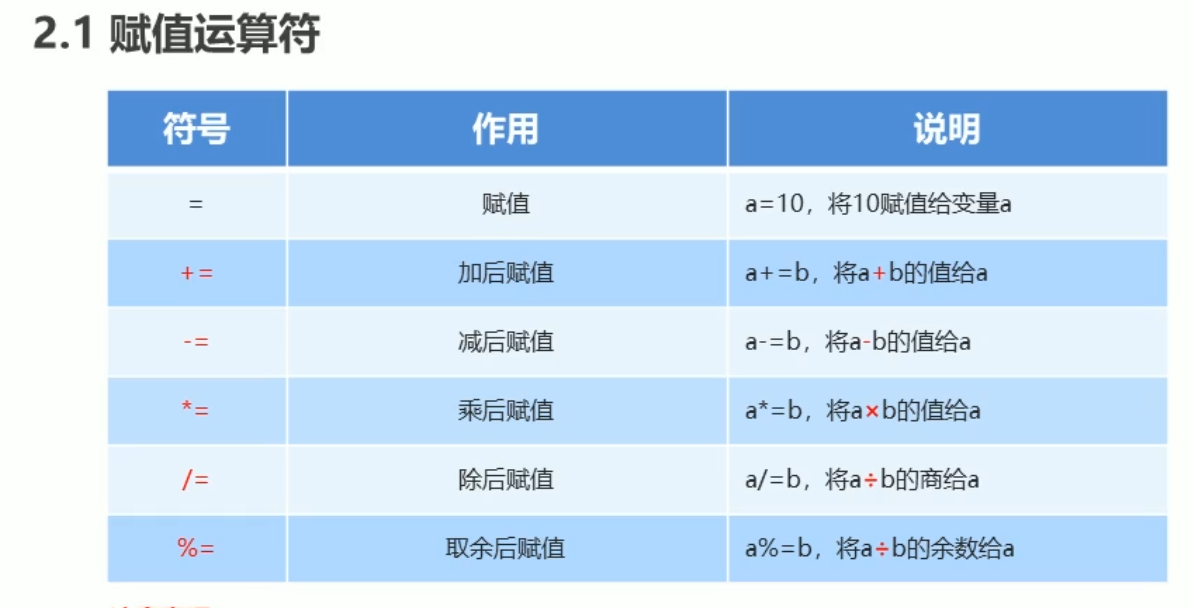 2.1 赋值运算符
符号 作用 说明
= 赋值 a=10，将10赋值给变量a
+= 加后赋值 a+=b，将a+b的值给a
-= 减后赋值 a-=b，将a-b的值给a
*= 乘后赋值 a*=b，将a×b的值给a
/= 除后赋值 a/=b，将a÷b的商给a
%= 取余后赋值 a%=b，将a÷b的余数给a